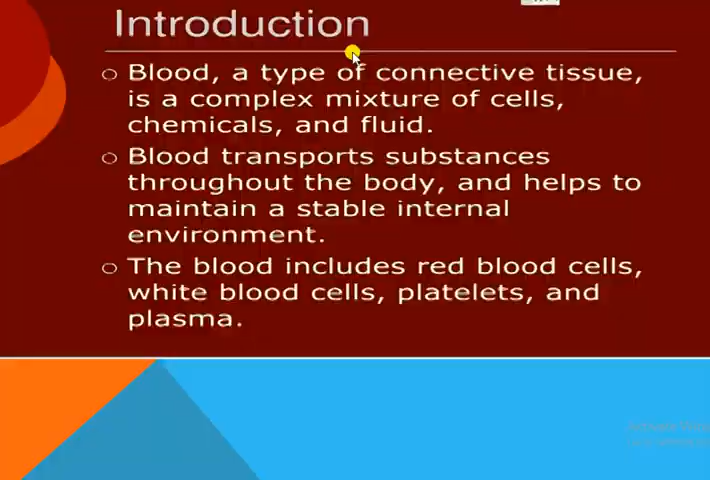 Introduction
Blood, a type of connective tissue,
is a complex mixture of cells,
chemicals, and fluid.
Blood transports substances
throughout the body, and helps to
maintain a stable internal
environment.
The blood includes red blood cells,
white blood cells, platelets, and
plasma.
Activate